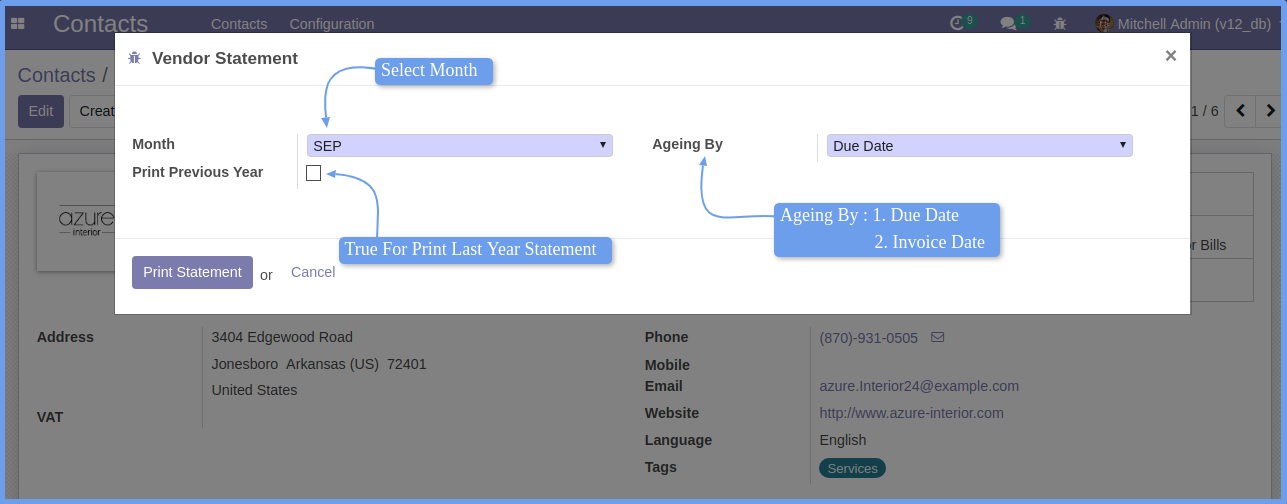 Contacts Contacts Configuration 9 1 Mitchell Admin (v12_db)
Vendor Statement ×
Contacts /
Select Month
Edit Creat 1 / 6
Month SEP Ageing By Due Date
Print Previous Year
azure
interior
Ageing By : 1. Due Date
2. Invoice Date
True For Print Last Year Statement
r Bills
Print Statement or Cancel
Address 3404 Edgewood Road Phone (870)-931-0505
Jonesboro Arkansas (US) 72401 Mobile
United States Email azure.Interior24@example.com
VAT Website http://www.azure-interior.com
Language English
Tags Services